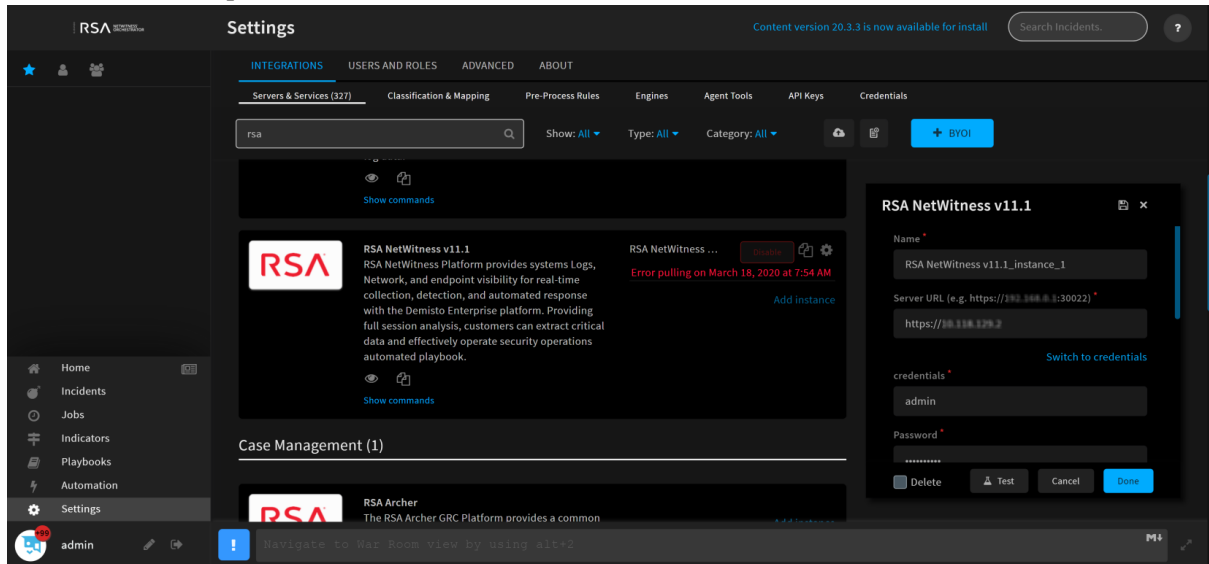 RSA NETWITNESS ORCHESTRATOR
Settings
Content version 20.3.3 is now available for install
Search Incidents.
?
INTEGRATIONS
USERS AND ROLES
ADVANCED
ABOUT
Servers & Services (327)
Classification & Mapping
Pre-Process Rules
Engines
Agent Tools
API Keys
Credentials
rsa
Show: All
Type: All
Category: All
+ BYOI
Show commands
RSA
RSA NetWitness v11.1
RSA NetWitness Platform provides systems Logs,
Network, and endpoint visibility for real-time
collection, detection, and automated response
with the Demisto Enterprise platform. Providing
full session analysis, customers can extract critical
data and effectively operate security operations
automated playbook.
Show commands
RSA NetWitness ...
Disable
Error pulling on March 18, 2020 at 7:54 AM
Add instance
Case Management (1)
RSA
RSA Archer
The RSA Archer GRC Platform provides a common
RSA NetWitness v11.1
Name *
RSA NetWitness v11.1_instance_1
Server URL (e.g. https://:30022) *
https://
Switch to credentials
credentials *
admin
Password *
••••••••••
Delete
Test
Cancel
Done
Home
Incidents
Jobs
Indicators
Playbooks
Automation
Settings
+99
admin
!
Navigate to War Room view by using alt+2
M↓